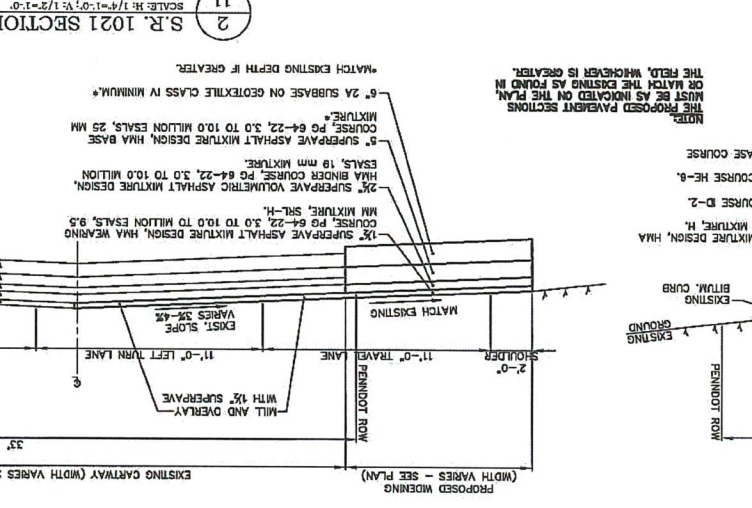 PROPOSED WIDENING
(WIDTH VARIES - SEE PLAN)
EXISTING CARTWAY (WIDTH VARIES
33'
PENNDOT ROW
PENNDOT ROW
MILL AND OVERLAY
WITH 1½" SUPERPAVE
2'-0"
SHOULDER
11'-0" TRAVEL LANE
11'-0" LEFT TURN LANE
EXISTING
GROUND
EXISTING
BITUM. CURB
MATCH EXISTING
EXIST. SLOPE
VARIES 3%-4%
1½" SUPERPAVE ASPHALT MIXTURE DESIGN, HMA WEARING
COURSE, PG 64-22, 3.0 TO 10.0 MILLION ESALS, 9.5
MM MIXTURE, SRL-H.
2½" SUPERPAVE VOLUMETRIC ASPHALT MIXTURE DESIGN,
HMA BINDER COURSE, PG 64-22, 3.0 TO 10.0 MILLION
ESALS, 19 mm MIXTURE.
5" SUPERPAVE ASPHALT MIXTURE DESIGN, HMA BASE
COURSE, PG 64-22, 3.0 TO 10.0 MILLION ESALS, 25 MM
MIXTURE.*
6" 2A SUBBASE ON GEOTEXTILE CLASS IV MINIMUM.*
*MATCH EXISTING DEPTH IF GREATER.
MIXTURE DESIGN, HMA
MIXTURE, H.
COURSE ID-2.
COURSE HE-6.
BASE COURSE
NOTE:
THE PROPOSED PAVEMENT SECTIONS
MUST BE AS INDICATED ON THE PLAN,
OR MATCH THE EXISTING AS FOUND IN
THE FIELD, WHICHEVER IS GREATER.
2
11
S.R. 1021 SECTION
SCALE: H: 1/4"=1'-0"; V: 1/2"=1'-0"